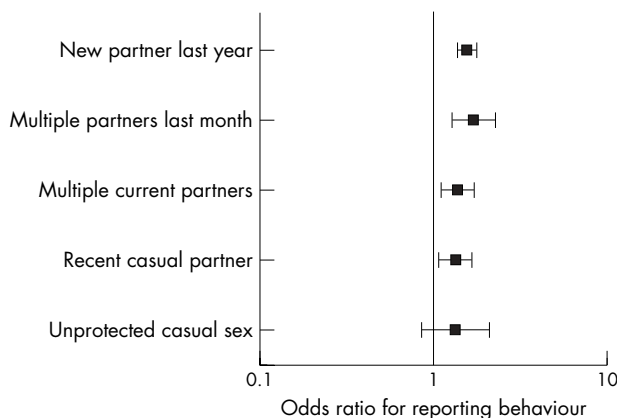 New partner last year
Multiple partners last month
Multiple current partners
Recent casual partner
Unprotected casual sex
0.1 1 10
Odds ratio for reporting behaviour